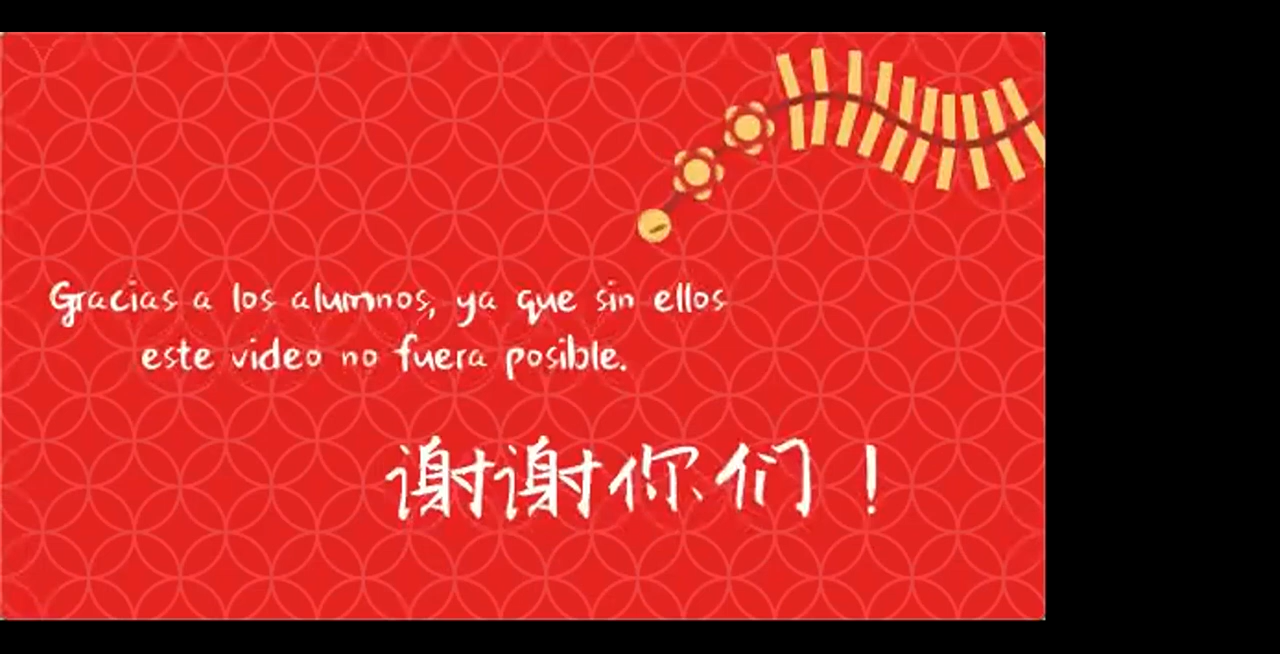 Gracias a los alumnos, ya que sin ellos
este video no fuera posible.
谢谢你们！